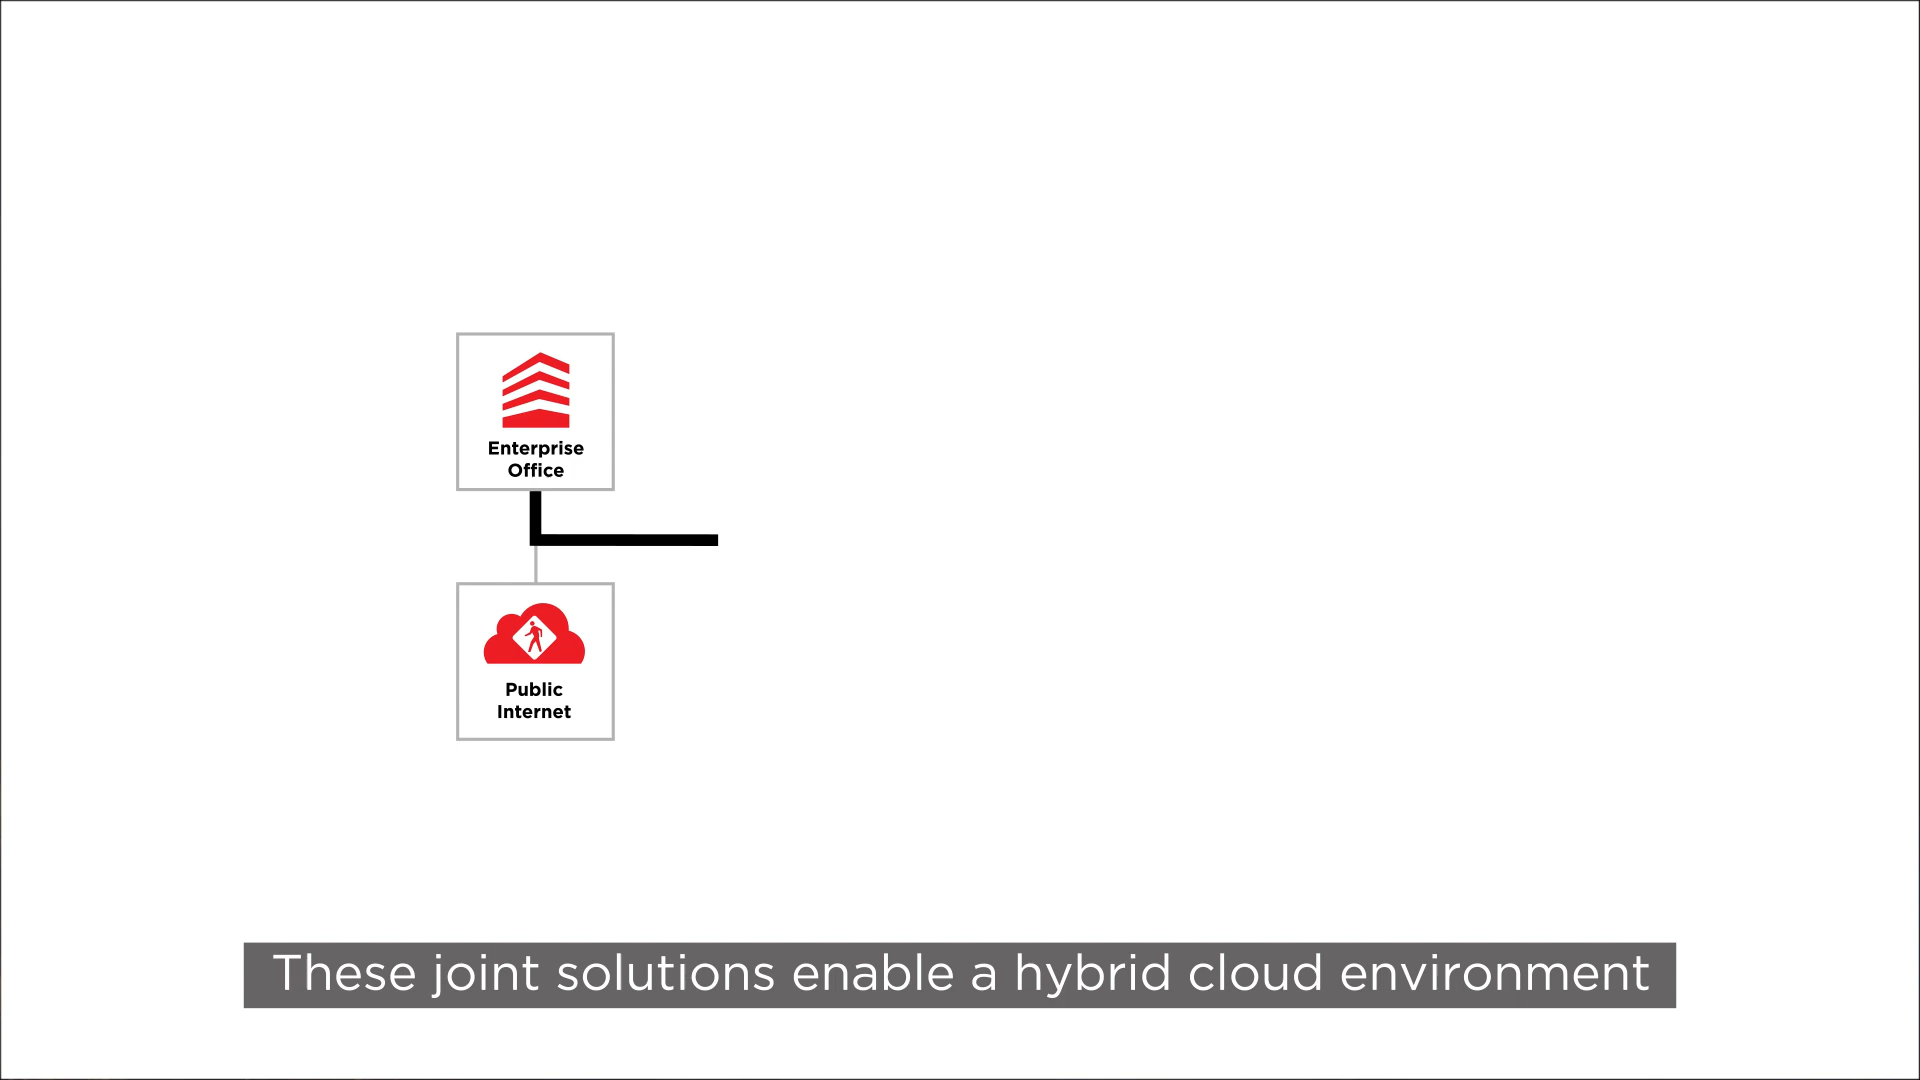 Enterprise
Office
Public
Internet
These joint solutions enable a hybrid cloud environment